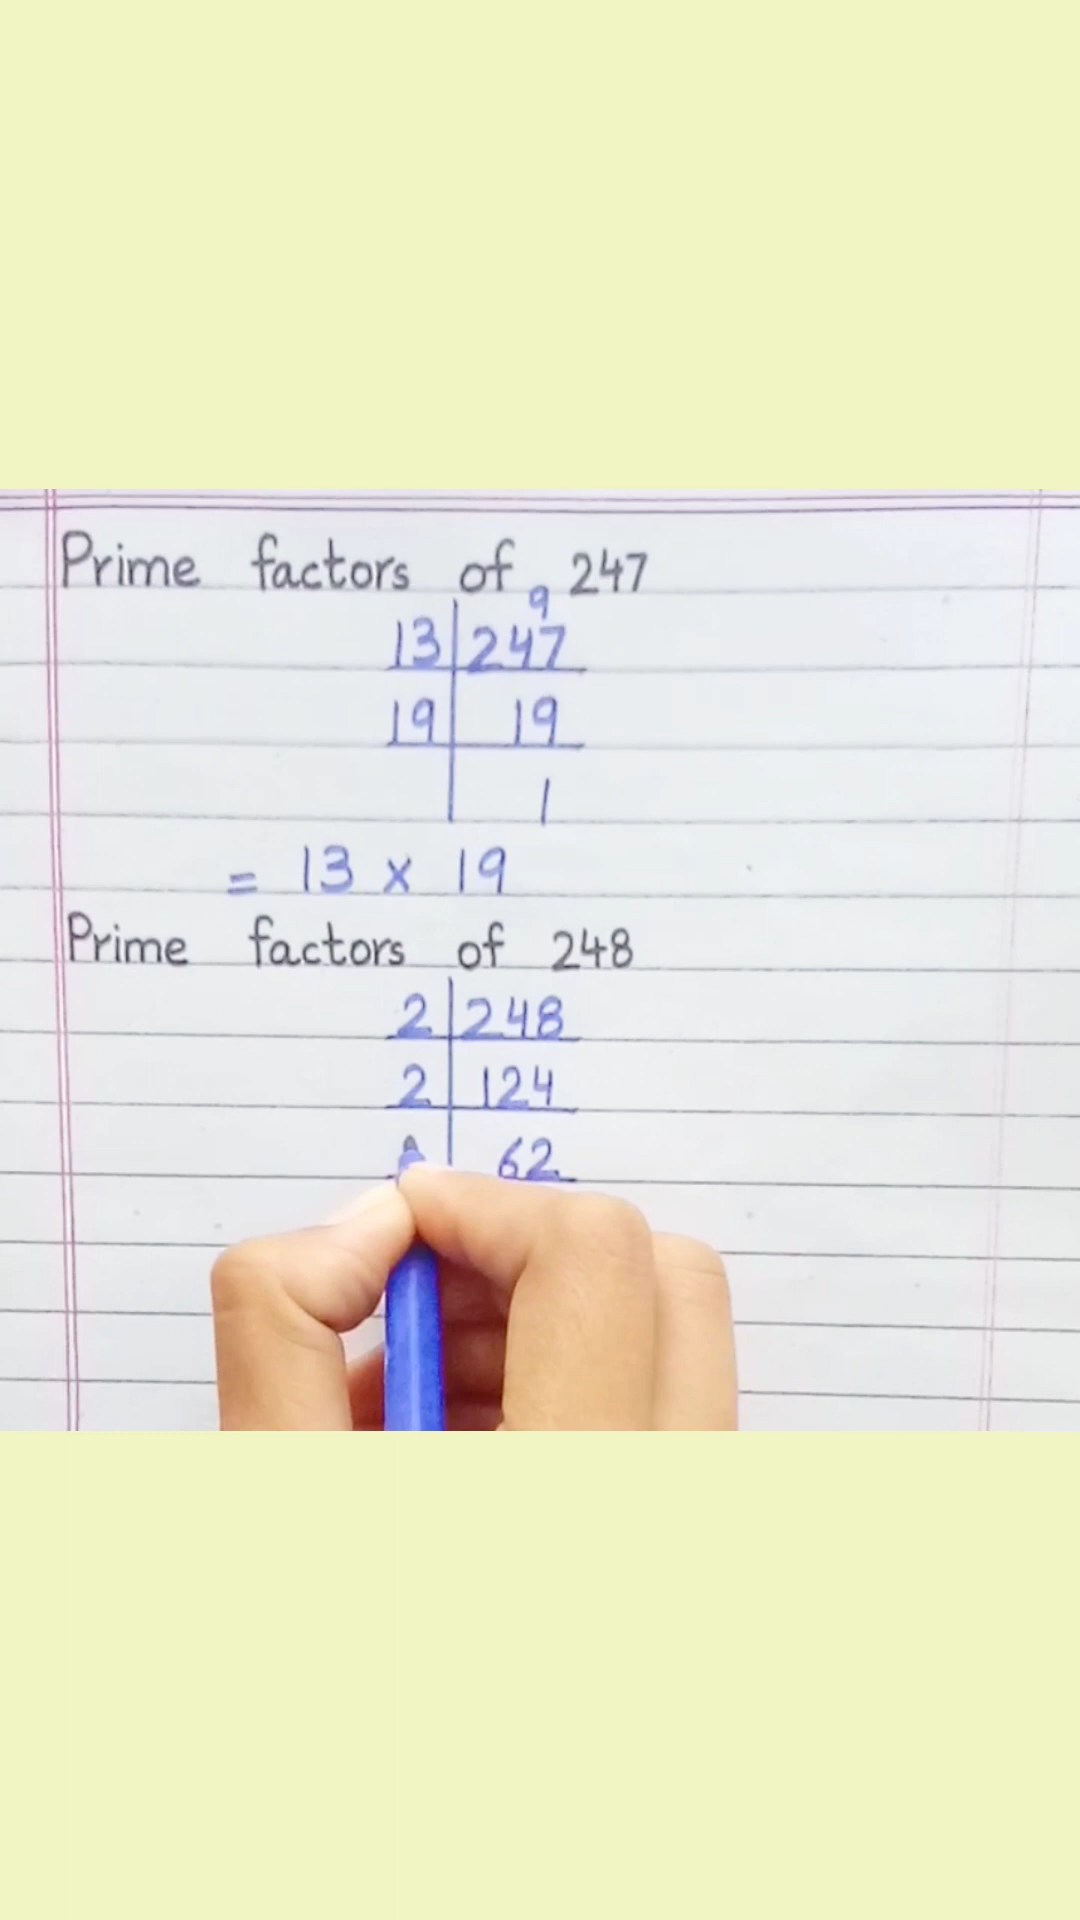 Prime factors of 247
9
13 247
19 19
1
= 13 x 19
Prime factors of 248
2 248
2 124
62